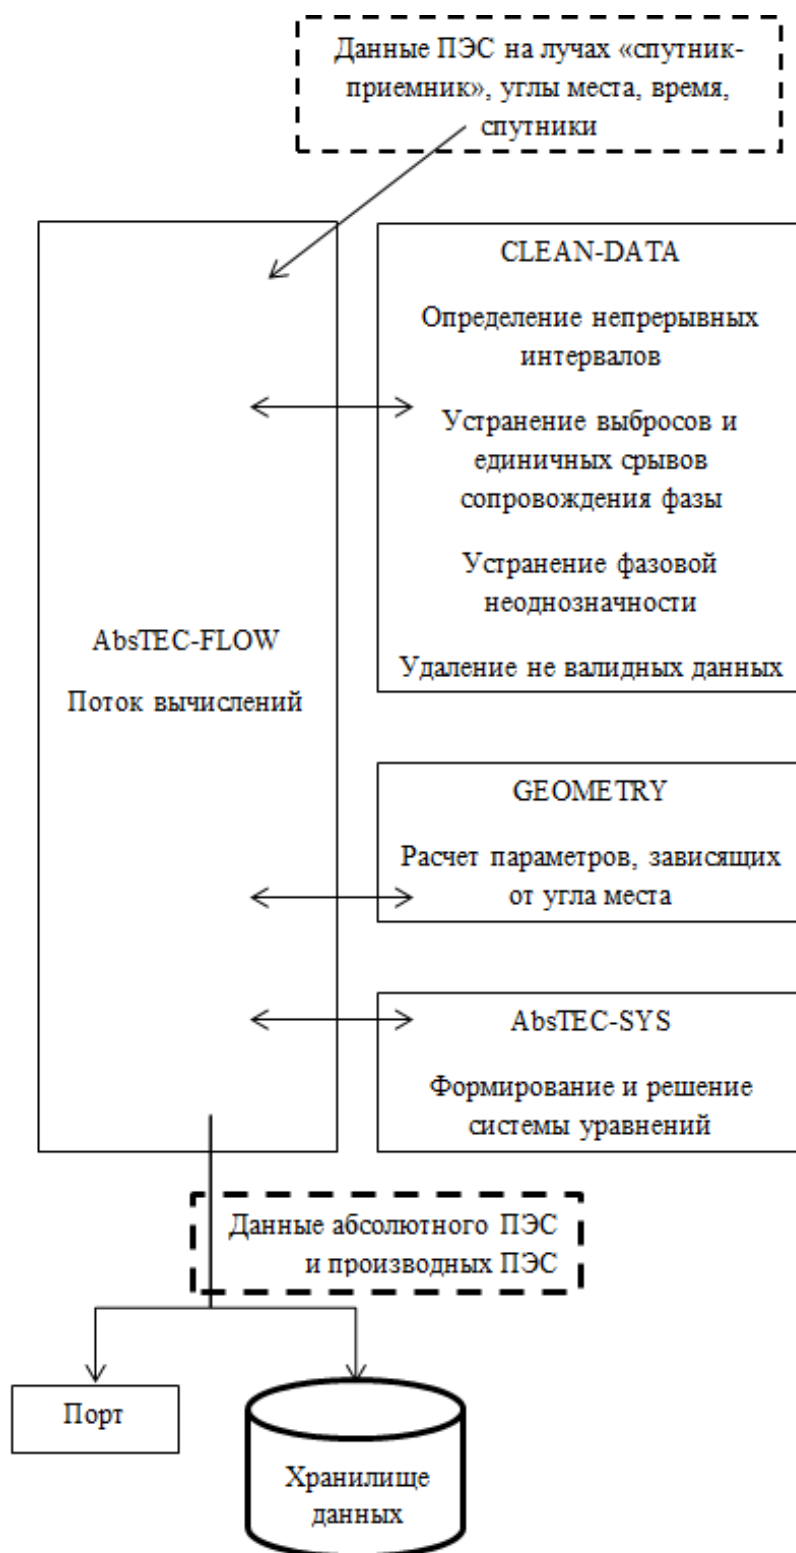 Данные ПЭС на лучах «спутник-
приемник», углы места, время,
спутники
CLEAN-DATA
Определение непрерывных
интервалов
Устранение выбросов и
единичных срывов
сопровождения фазы
Устранение фазовой
неоднозначности
Удаление не валидных данных
AbsTEC-FLOW
Поток вычислений
GEOMETRY
Расчет параметров, зависящих
от угла места
AbsTEC-SYS
Формирование и решение
системы уравнений
Данные абсолютного ПЭС
и производных ПЭС
Порт
Хранилище
данных